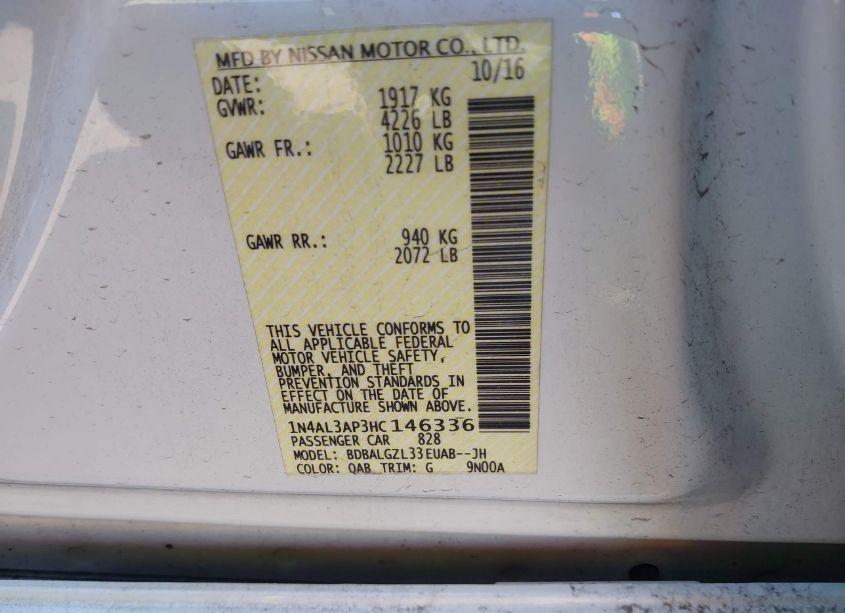 MFD BY NISSAN MOTOR CO., LTD.
DATE: 10/16
GVWR: 1917 KG
4226 LB
GAWR FR.: 1010 KG
2227 LB
GAWR RR.: 940 KG
2072 LB
THIS VEHICLE CONFORMS TO
ALL APPLICABLE FEDERAL
MOTOR VEHICLE SAFETY,
BUMPER, AND THEFT
PREVENTION STANDARDS IN
EFFECT ON THE DATE OF
MANUFACTURE SHOWN ABOVE.
1N4AL3AP3HC146336
PASSENGER CAR 828
MODEL: BDBALGZL33EUAB--JH
COLOR: QAB TRIM: G 9N00A